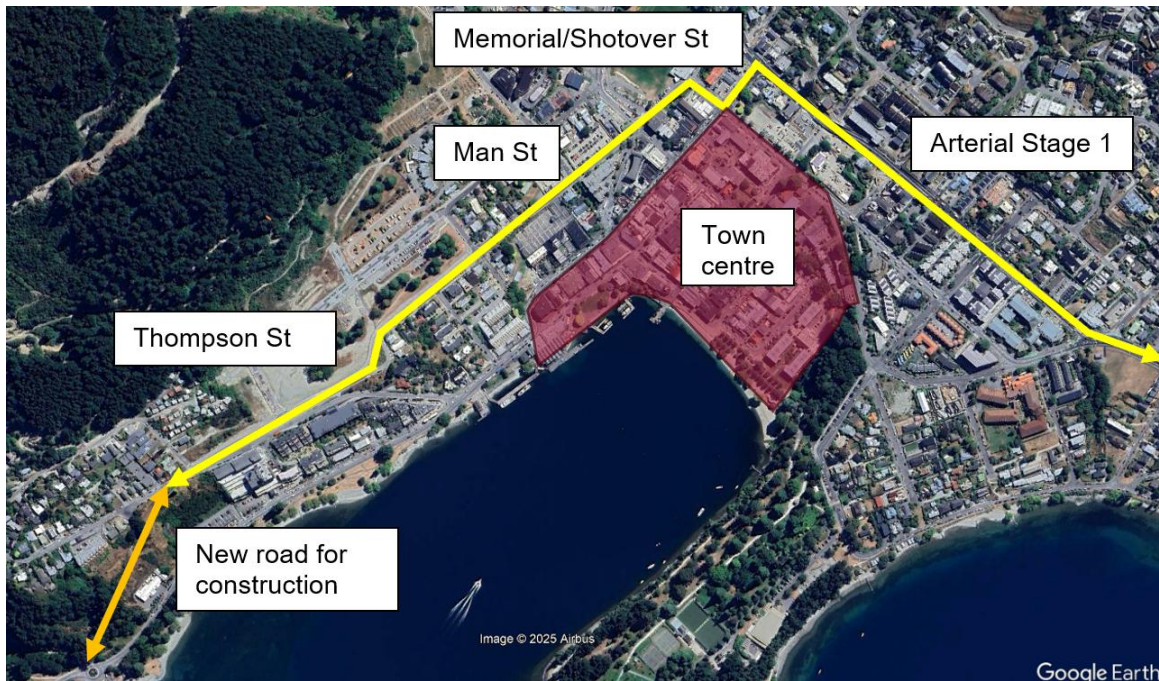 Memorial/Shotover St
Man St
Arterial Stage 1
Town
centre
Thompson St
New road for
construction
Image © 2025 Airbus
Google Earth